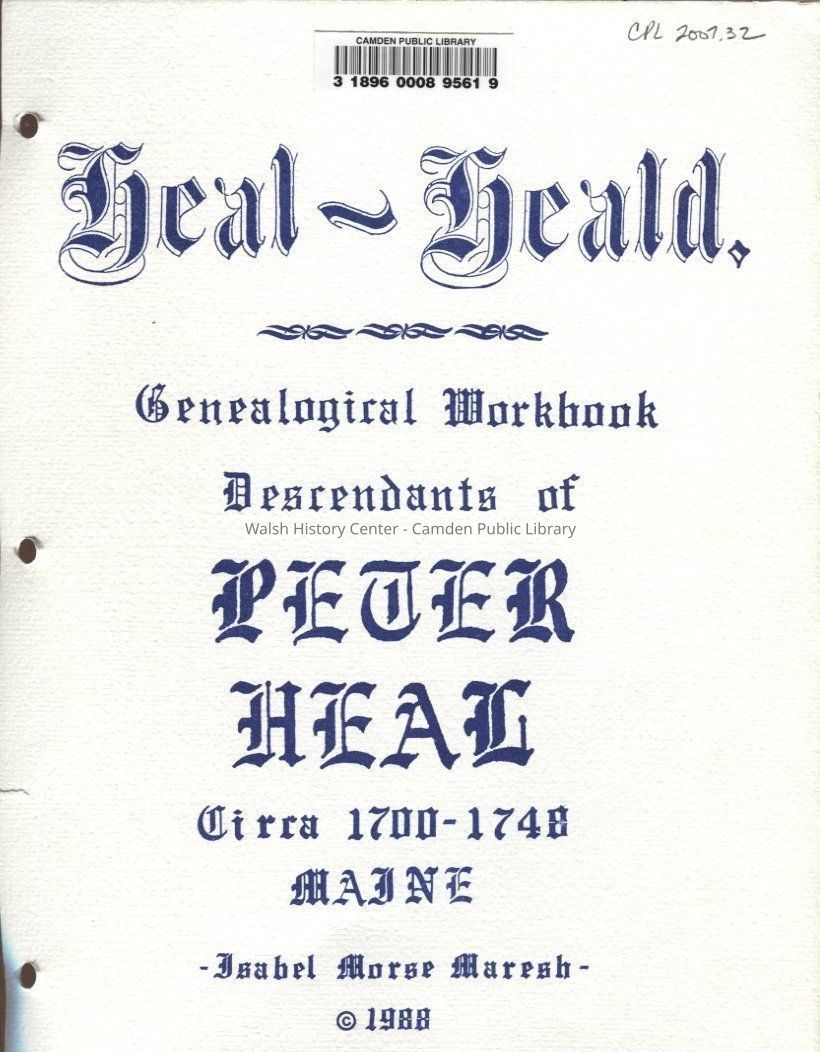 CPL 2007.32
CAMDEN PUBLIC LIBRARY
3 1896 0008 9561 9
Heal ~ Heald.
Genealogical Workbook
Descendants of
Walsh History Center - Camden Public Library
PETER
HEAL
Circa 1700-1748
MAINE
-Isabel Morse Maresh-
© 1988